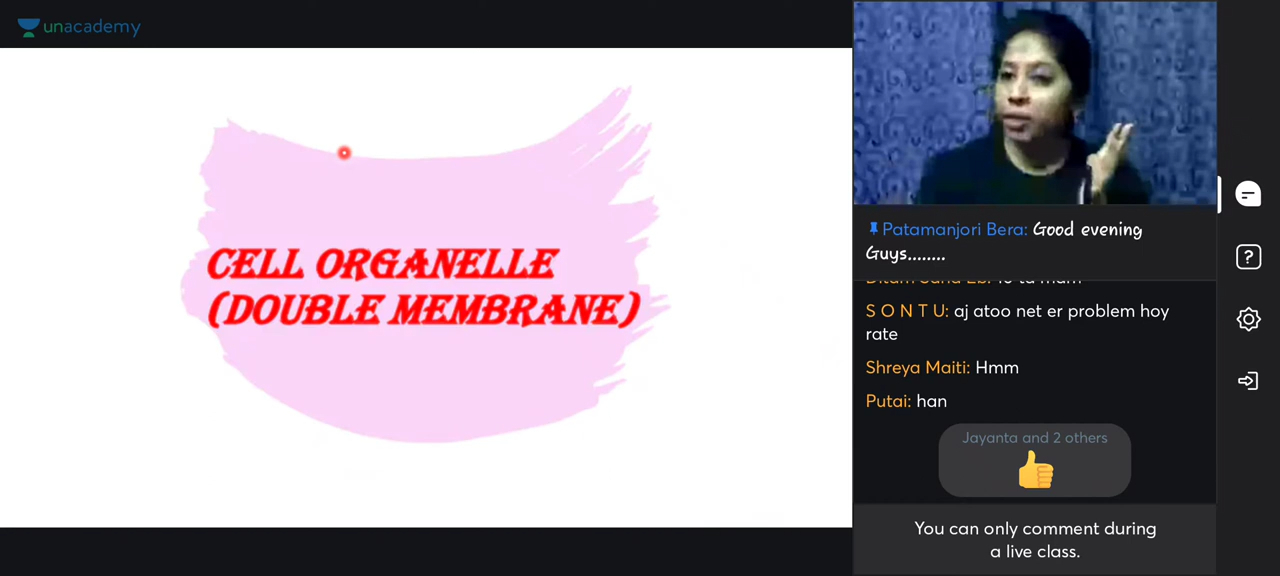 unacademy
CELL ORGANELLE
(DOUBLE MEMBRANE)
Patamanjori Bera: Good evening
Guys........
S O N T U: aj atoo net er problem hoy
rate
Shreya Maiti: Hmm
Putai: han
Jayanta and 2 others
You can only comment during
a live class.